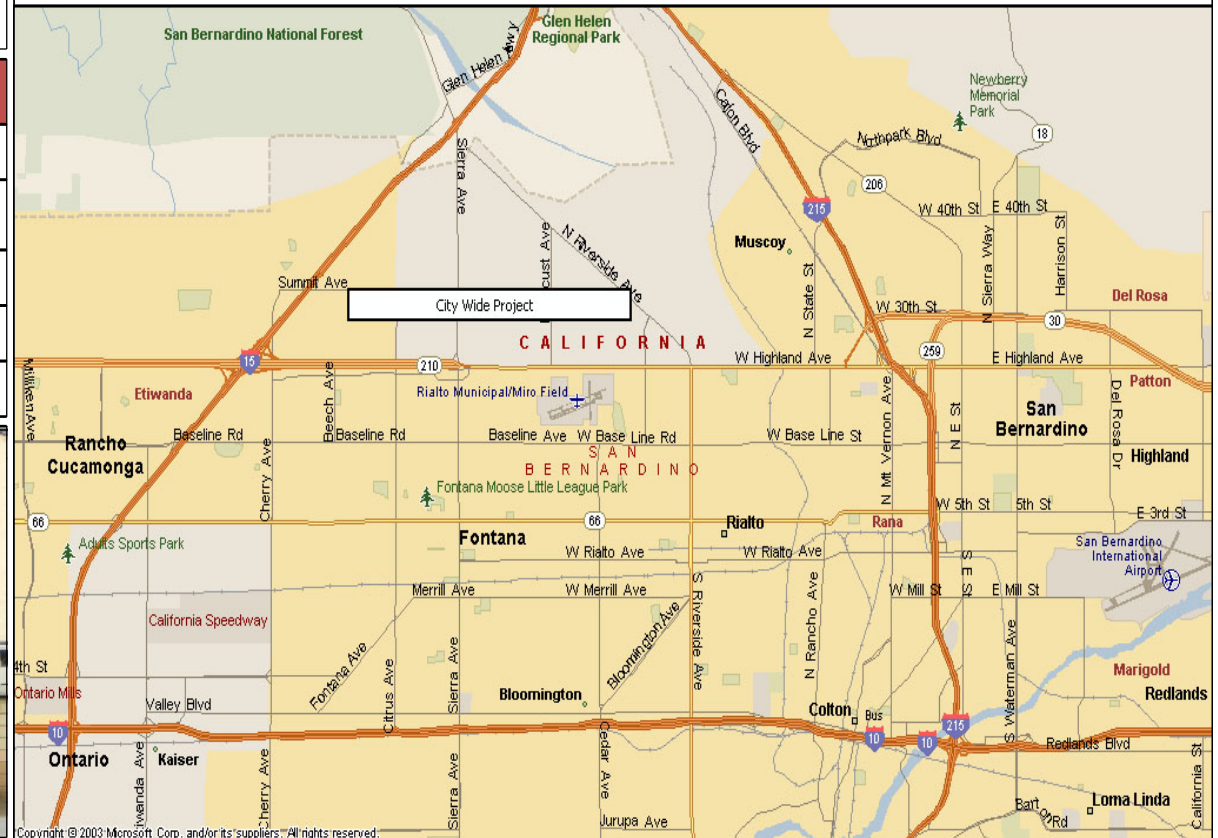 San Bernardino National Forest
Glen Helen
Regional Park
Glen Helen Hwy
Newberry
Memorial
Park
Cajon Blvd
Northpark Blvd
18
206
Sierra Ave
W 40th St
E 40th St
215
N Riverside Ave
Muscoy
N State St
N Sierra Way
Harrison St
Summit Ave
City Wide Project
Del Rosa
W 30th St
30
CALIFORNIA
259
15
210
W Highland Ave
E Highland Ave
Milliken Ave
Etiwanda
Beech Ave
Rialto Municipal/Miro Field
Patton
Del Rosa Dr
San
Bernardino
Rancho
Cucamonga
Baseline Rd
Baseline Rd
Baseline Ave
W Base Line Rd
W Base Line St
N E St
N Mt Vernon Ave
SAN
BERNARDINO
Highland
Cherry Ave
Fontana Moose Little League Park
W 5th St
5th St
E 3rd St
66
66
Rialto
Rana
Fontana
Adults Sports Park
San Bernardino
International
Airport
W Rialto Ave
W Rialto Ave
S E St
Merrill Ave
W Merrill Ave
W Mill St
E Mill St
California Speedway
S Riverside Ave
N Rancho Ave
Bloomington Ave
Fontana Ave
Citrus Ave
Sierra Ave
S Waterman Ave
4th St
Marigold
Ontario Mills
Valley Blvd
Bloomington
Redlands
Colton
Bus
215
10
10
10
Redlands Blvd
Ontario
Kaiser
Cherry Ave
Sierra Ave
Cedar Ave
California St
Loma Linda
Barton Rd
Jurupa Ave
Copyright © 2003 Microsoft Corp. and/or its suppliers. All rights reserved.